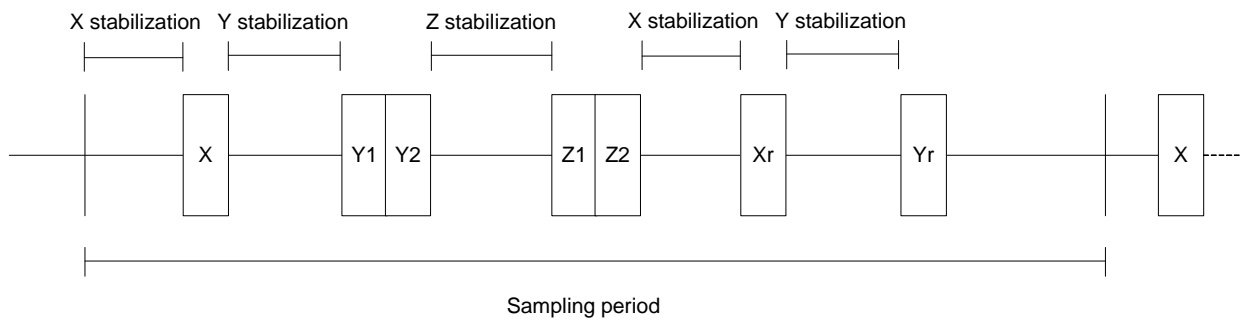 X stabilization Y stabilization Z stabilization X stabilization Y stabilization
X Y1 Y2 Z1 Z2 Xr Yr X
Sampling period